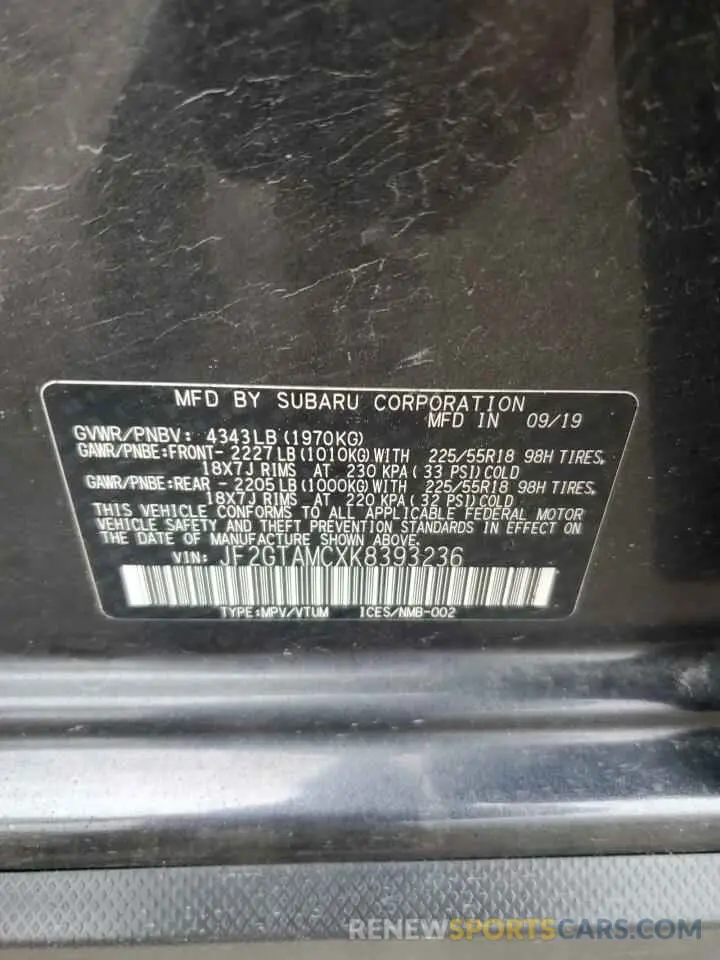 MFD BY SUBARU CORPORATION
MFD IN 09/19
GVWR/PNBV: 4343LB (1970KG)
GAWR/PNBE:FRONT- 2227LB(1010KG)WITH 225/55R18 98H TIRES,
18X7J RIMS AT 230 KPA( 33 PSI)COLD
GAWR/PNBE:REAR - 2205LB(1000KG)WITH 225/55R18 98H TIRES,
18X7J RIMS AT 220 KPA( 32 PSI)COLD
THIS VEHICLE CONFORMS TO ALL APPLICABLE FEDERAL MOTOR
VEHICLE SAFETY AND THEFT PREVENTION STANDARDS IN EFFECT ON
THE DATE OF MANUFACTURE SHOWN ABOVE.
VIN: JF2GTAMCXK8393236
TYPE:MPV/VTUM ICES/NMB-002
RENEWSPORTSCARS.COM